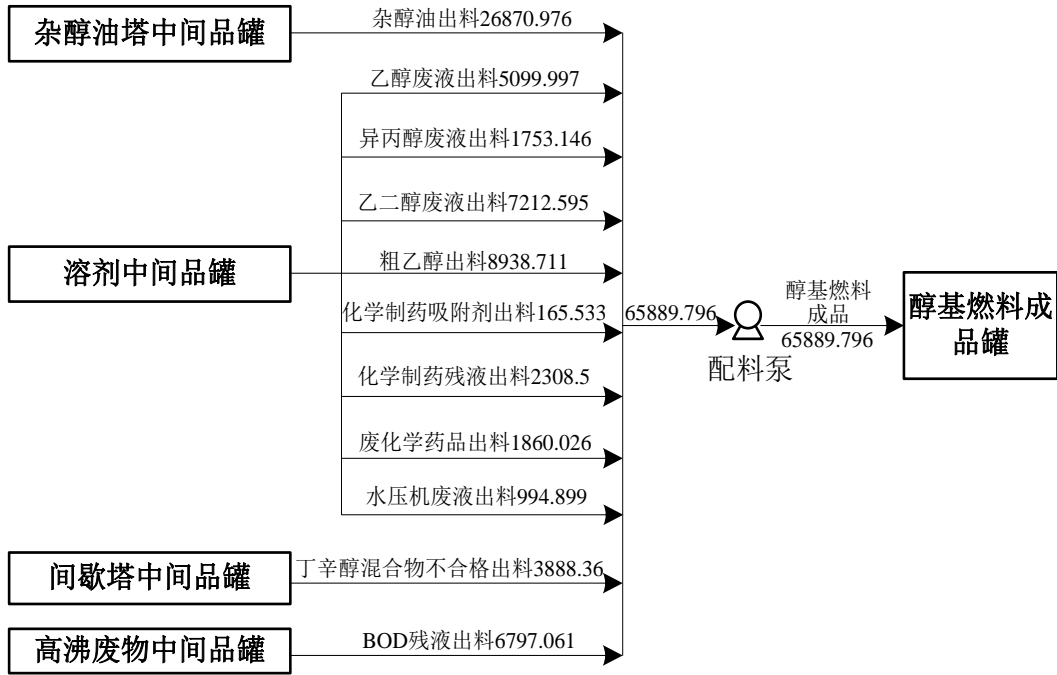 杂醇油塔中间品罐
杂醇油出料26870.976
乙醇废液出料5099.997
异丙醇废液出料1753.146
乙二醇废液出料7212.595
溶剂中间品罐
粗乙醇出料8938.711
化学制药吸附剂出料165.533
化学制药残液出料2308.5
废化学药品出料1860.026
水压机废液出料994.899
间歇塔中间品罐
丁辛醇混合物不合格出料3888.36
高沸废物中间品罐
BOD残液出料6797.061
65889.796
配料泵
醇基燃料
成品
65889.796
醇基燃料成
品罐